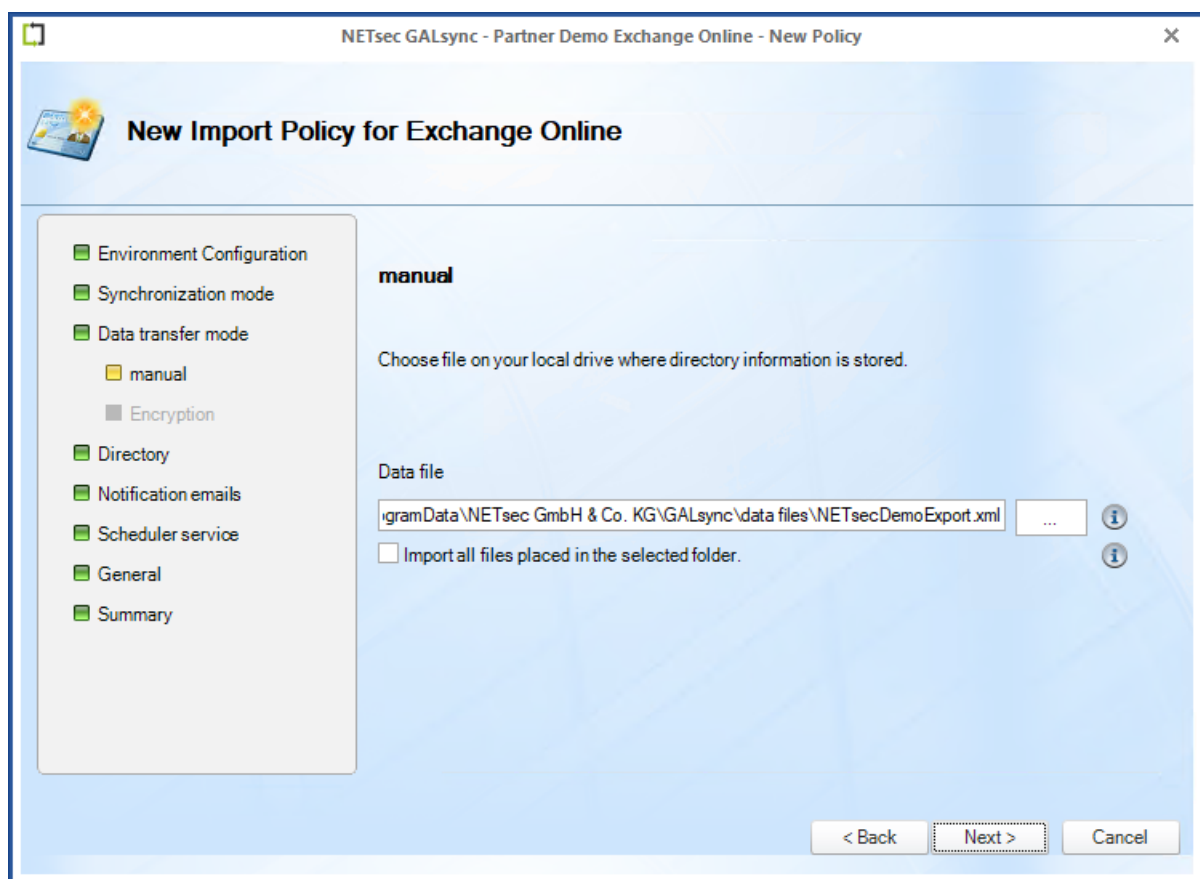 NETsec GALsync - Partner Demo Exchange Online - New Policy
New Import Policy for Exchange Online
Environment Configuration
Synchronization mode
Data transfer mode
manual
Encryption
Directory
Notification emails
Scheduler service
General
Summary
manual
Choose file on your local drive where directory information is stored.
Data file
gramData\NETsec GmbH & Co. KG\GALsync\data files\NETsecDemoExport.xml
...
Import all files placed in the selected folder.
< Back
Next >
Cancel